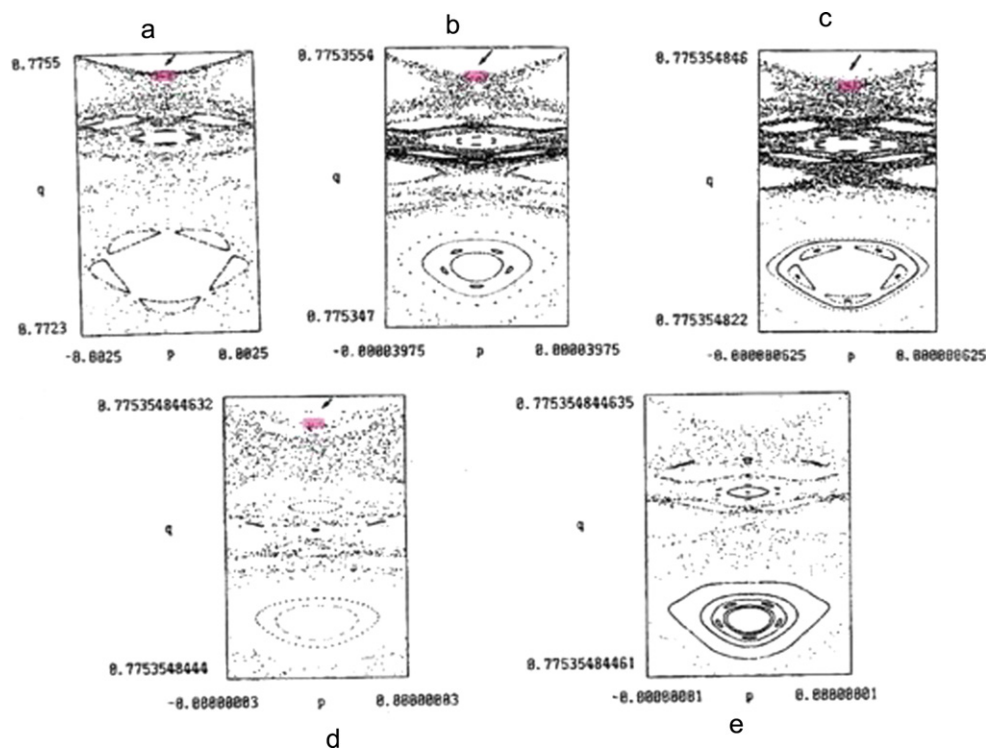 a
0.7755
q
0.7723
-0.0025 p 0.0025
b
0.7753554
q
0.775347
-0.00003975 p 0.00003975
c
0.775354846
q
0.775354822
-0.000000625 p 0.000000625
0.775354844632
q
0.7753548444
-0.00000003 p 0.00000003
d
0.775354844635
q
0.77535484461
-0.00000001 p 0.00000001
e